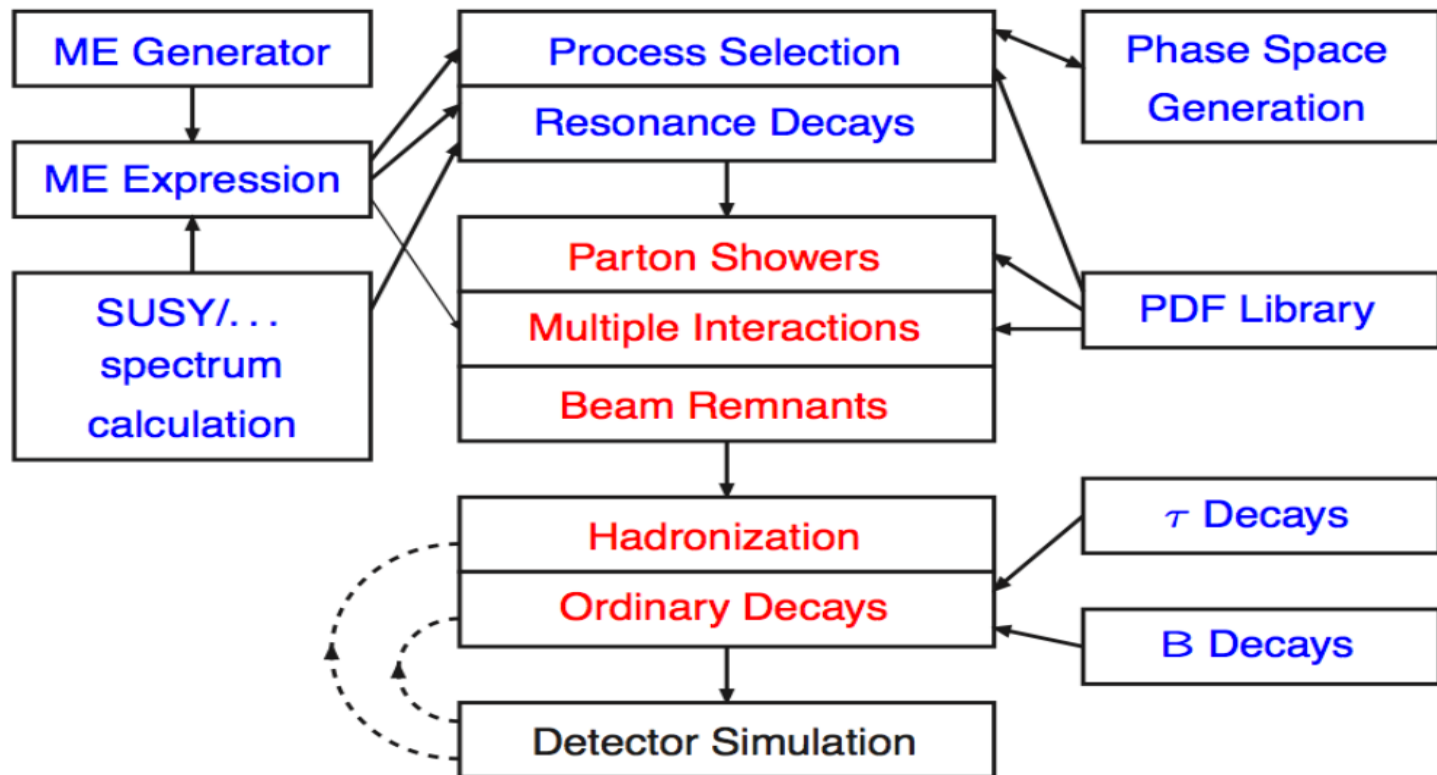 ME Generator
Process Selection
Phase Space
Generation
Resonance Decays
ME Expression
Parton Showers
SUSY/...
spectrum
calculation
Multiple Interactions
PDF Library
Beam Remnants
Hadronization
τ Decays
Ordinary Decays
B Decays
Detector Simulation